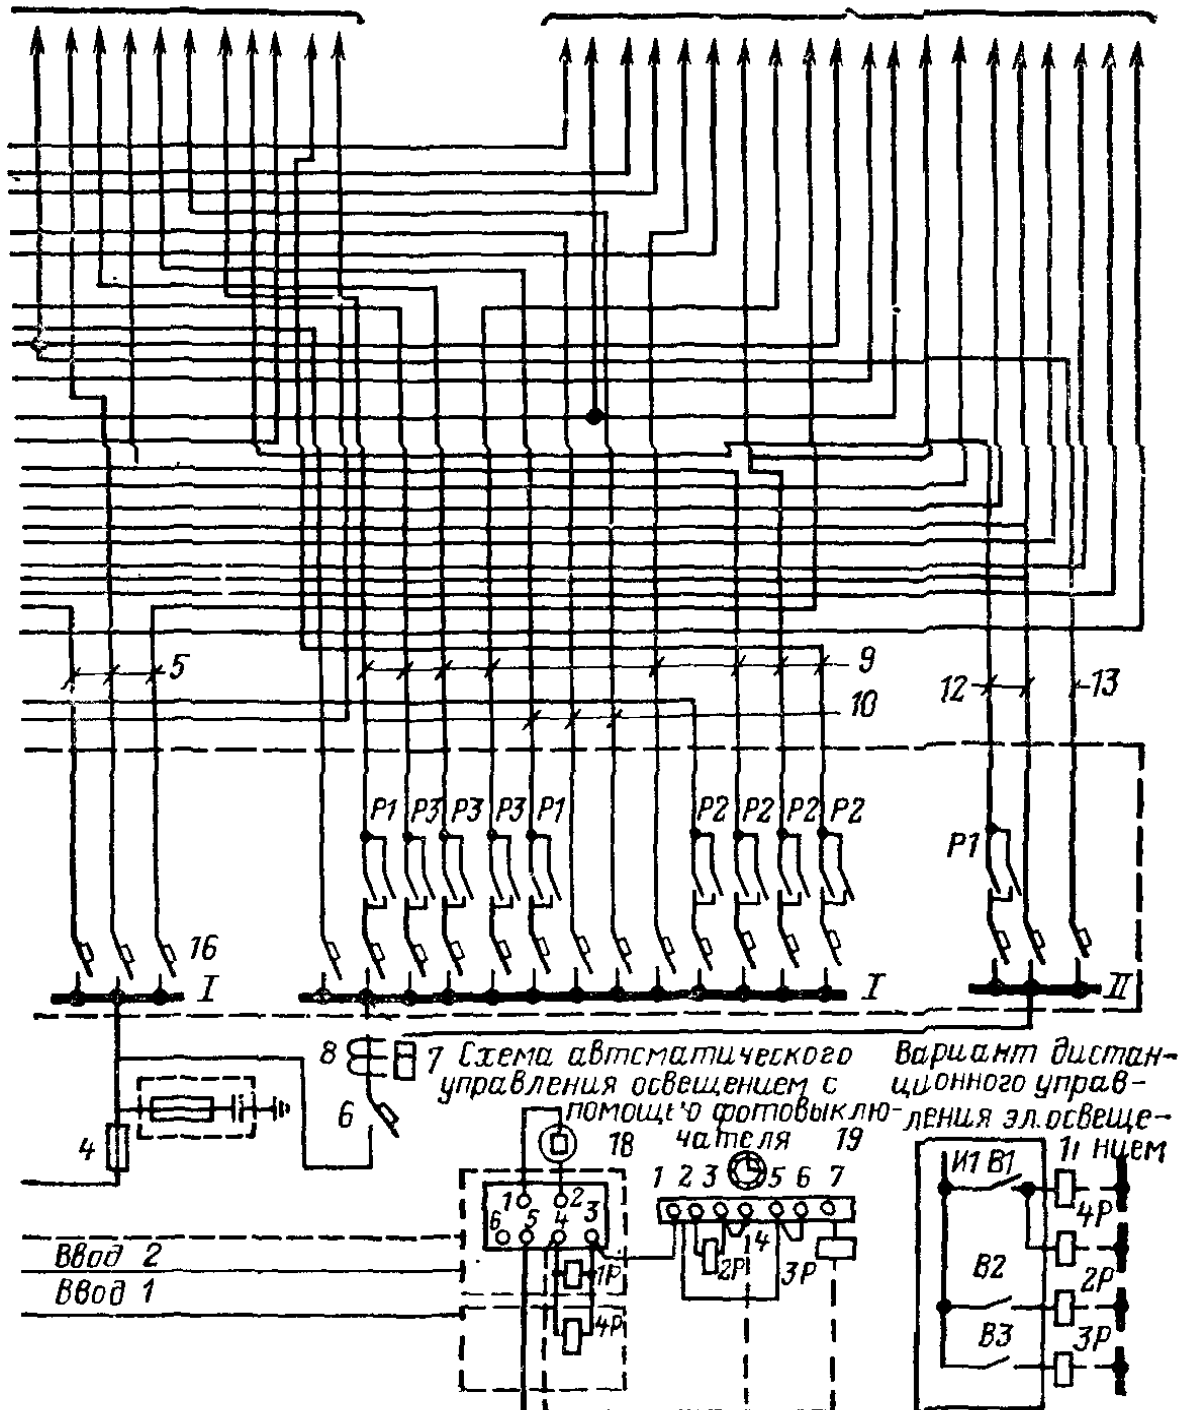 5
9
10
12
13
P1 P3 P3 P3 P1 P2 P2 P2 P2
P1
16
I
I
II
8
7
6
4
Схема автоматического
управления освещением с
помощью фотовыклю-
чателя
18
19
Вариант дистан-
ционного управ-
ления эл.освеще-
нием
11
1 2 3 5 6 7
4
1 2
6 5 4 3
1P
4P
2P
3P
Ввод 2
Ввод 1
И1 В1
4P
В2
2P
В3
3P